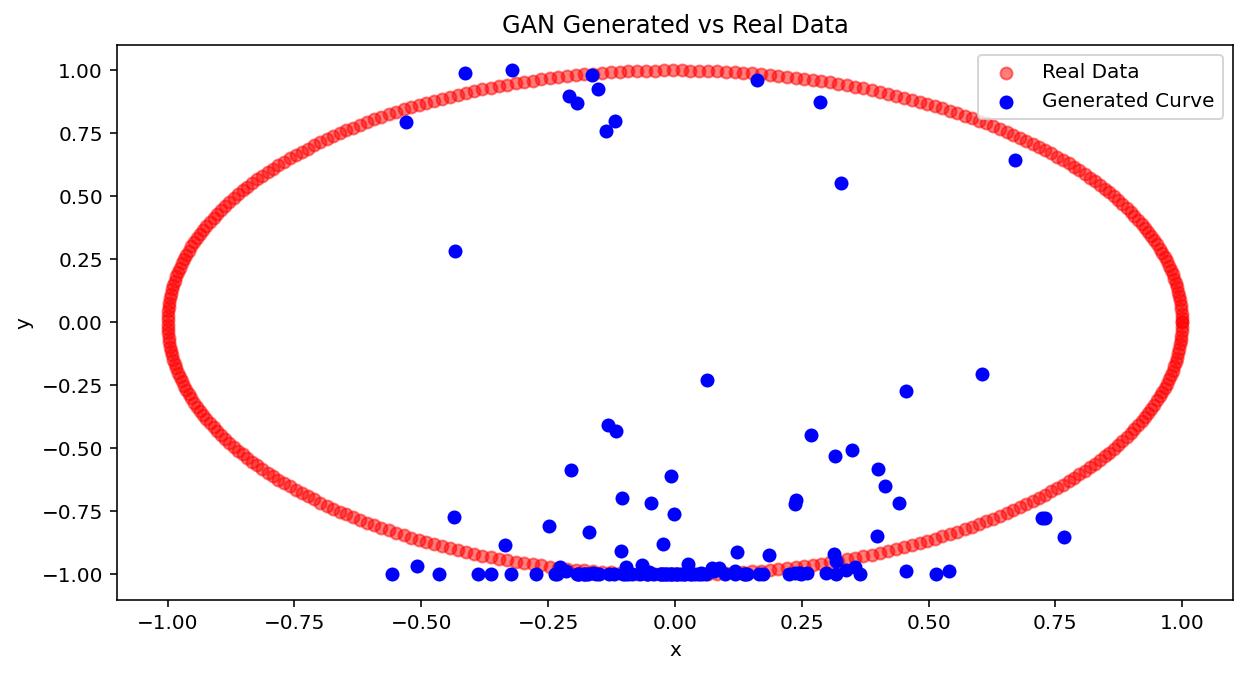 GAN Generated vs Real Data
Real Data
Generated Curve
1.00
0.75
0.50
0.25
0.00
−0.25
−0.50
−0.75
−1.00
y
−1.00 −0.75 −0.50 −0.25 0.00 0.25 0.50 0.75 1.00
x